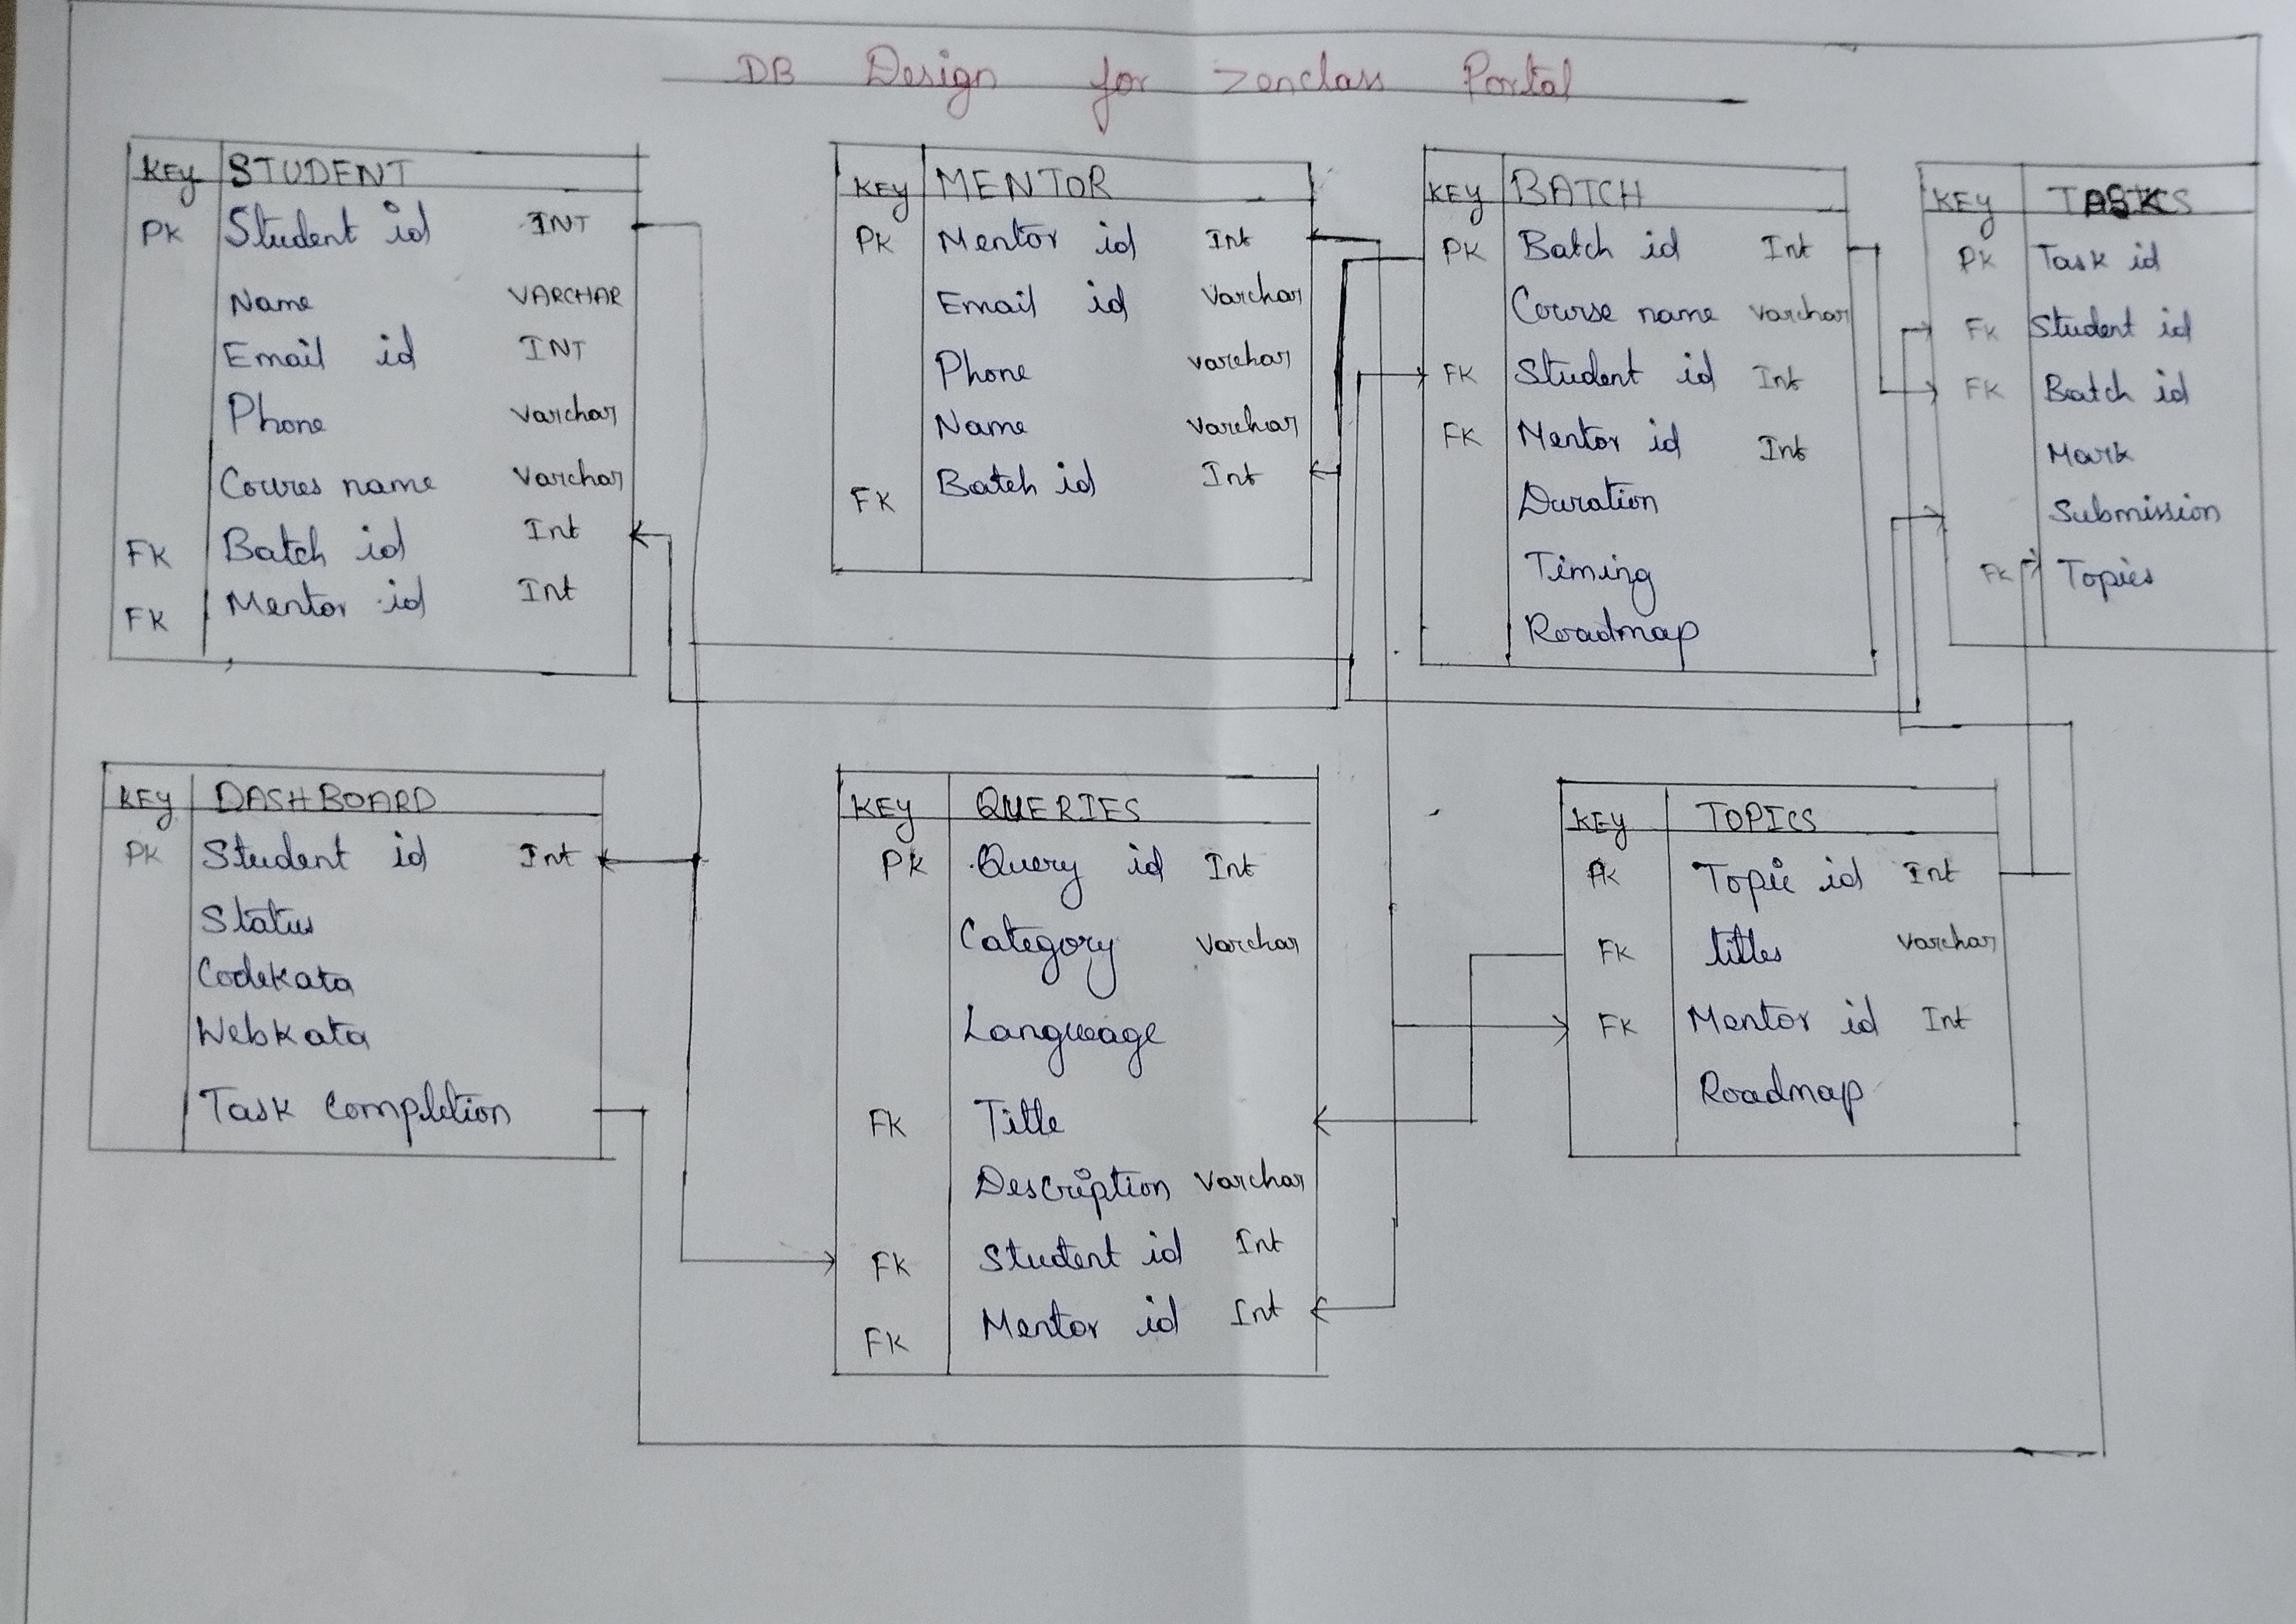 DB Design for Zenclass Portal
KEY STUDENT
PK Student id INT
Name VARCHAR
Email id INT
Phone Varchar
Coures name Varchar
FK Batch id Int
FK Mentor id Int
KEY MENTOR
PK Mentor id Int
Email id Varchar
Phone varchar
Name varchar
FK Batch id Int
KEY BATCH
PK Batch id Int
Course name varchar
FK Student id Int
FK Mentor id Int
Duration
Timing
Roadmap
KEY TASK
PK Task id
FK Student id
FK Batch id
Mark
Submission
FK Topics
KEY DASHBOARD
PK Student id Int
Status
Codekata
Webkata
Task Completion
KEY QUERIES
PK Query id Int
Category Varchar
Language
FK Title
Description Varchar
FK Student id Int
FK Mentor id Int
KEY TOPICS
PK Topic id Int
FK titles Varchar
FK Mentor id Int
Roadmap